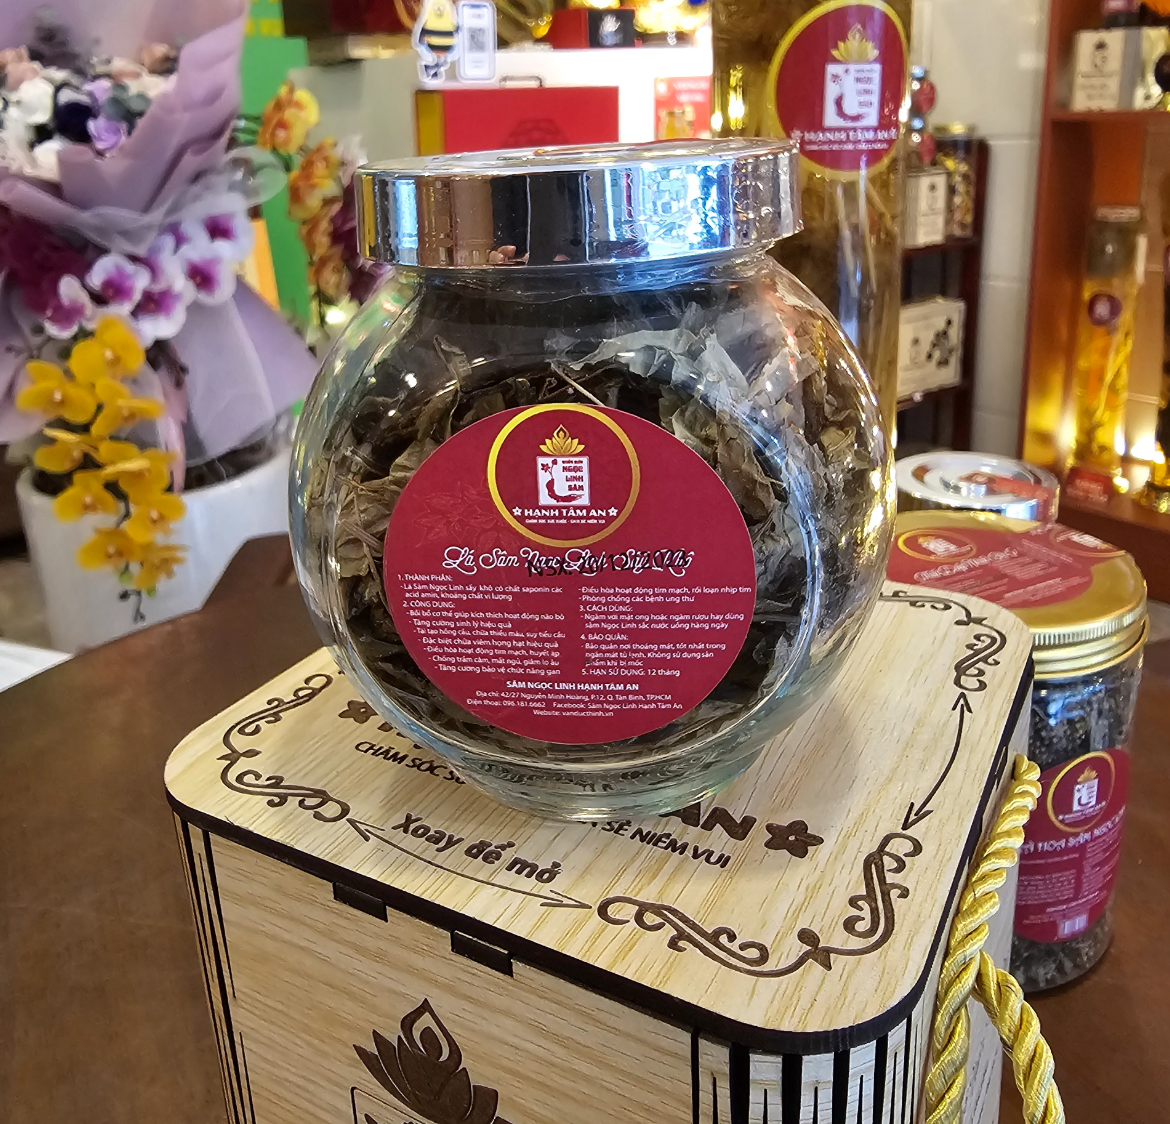 NGỌC
LINH
SÂM
HẠNH TÂM AN
NGỌC
LINH
SÂM
HẠNH TÂM AN
CHĂM SÓC SỨC KHỎE - CHIA SẺ NIỀM VUI
Lá Sâm Ngọc Linh Sấy Khô
1. THÀNH PHẦN:
- Lá Sâm Ngọc Linh sấy khô có chất saponin các
acid amin, khoáng chất vi lượng
2. CÔNG DỤNG:
- Bồi bổ cơ thể giúp kích thích hoạt động não bộ
- Tăng cường sinh lý hiệu quả
- Tái tạo hồng cầu, chữa thiếu máu, suy tiểu cầu
- Đặc biệt chữa viêm họng hạt hiệu quả
- Điều hòa hoạt động tim mạch, huyết áp
- Chống trầm cảm, mất ngủ, giảm lo âu
- Tăng cường bảo vệ chức năng gan
- Điều hòa hoạt động tim mạch, rối loạn nhịp tim
- Phòng chống các bệnh ung thư
3. CÁCH DÙNG:
- Ngâm với mật ong hoặc ngâm rượu hay dùng
sâm Ngọc Linh sắc nước uống hàng ngày
4. BẢO QUẢN:
- Bảo quản nơi thoáng mát, tốt nhất trong
ngăn mát tủ lạnh. Không sử dụng sản
phẩm khi bị mốc
5. HẠN SỬ DỤNG: 12 tháng
SÂM NGỌC LINH HẠNH TÂM AN
Địa chỉ: 42/27 Nguyễn Minh Hoàng, P.12, Q. Tân Bình, TP.HCM
Điện thoại: 096.181.6662 Facebook: Sâm Ngọc Linh Hạnh Tâm An
Website: vanducthinh.vn
AN
CHĂM SÓC SẺ NIỀM VUI
Xoay để mở
HOA SÂM NGỌC